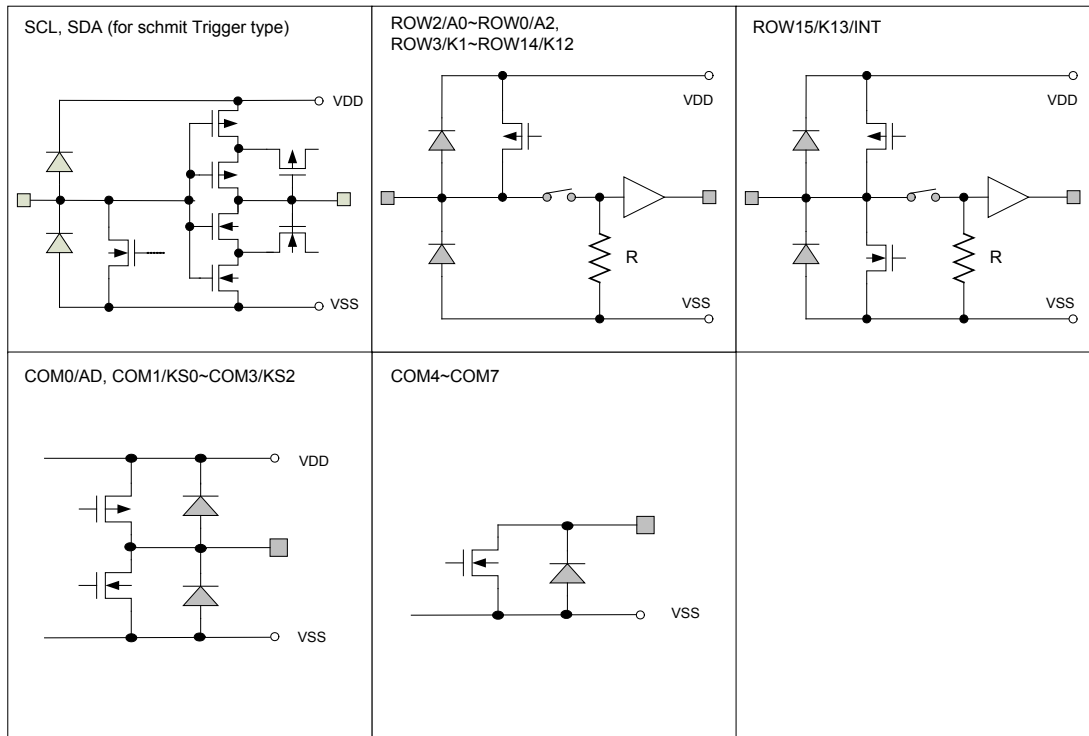 SCL, SDA (for schmit Trigger type)
VDD
VSS
ROW2/A0~ROW0/A2,
ROW3/K1~ROW14/K12
VDD
R
VSS
ROW15/K13/INT
VDD
R
VSS
COM0/AD, COM1/KS0~COM3/KS2
VDD
VSS
COM4~COM7
VSS